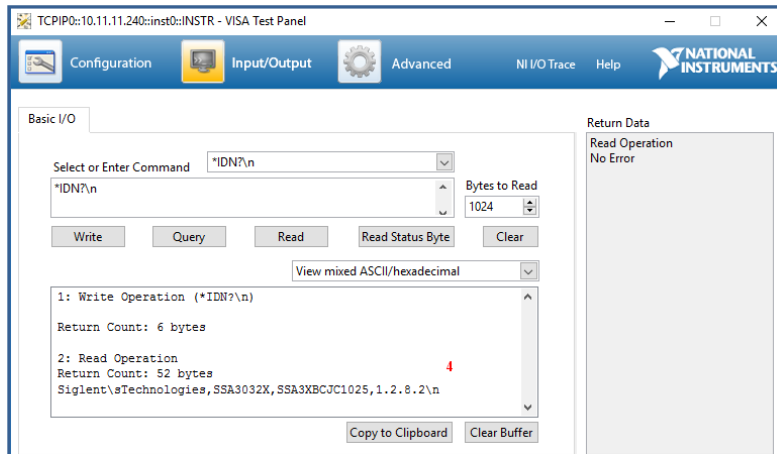 TCPIP0::10.11.11.240::inst0::INSTR - VISA Test Panel
Configuration Input/Output Advanced NI I/O Trace Help NATIONAL INSTRUMENTS
Basic I/O
Return Data
Read Operation
No Error
Select or Enter Command *IDN?\n
*IDN?\n
Bytes to Read
1024
Write Query Read Read Status Byte Clear
View mixed ASCII/hexadecimal
1: Write Operation (*IDN?\n)
Return Count: 6 bytes
2: Read Operation
4
Return Count: 52 bytes
Siglent\sTechnologies,SSA3032X,SSA3XBCJC1025,1.2.8.2\n
Copy to Clipboard Clear Buffer